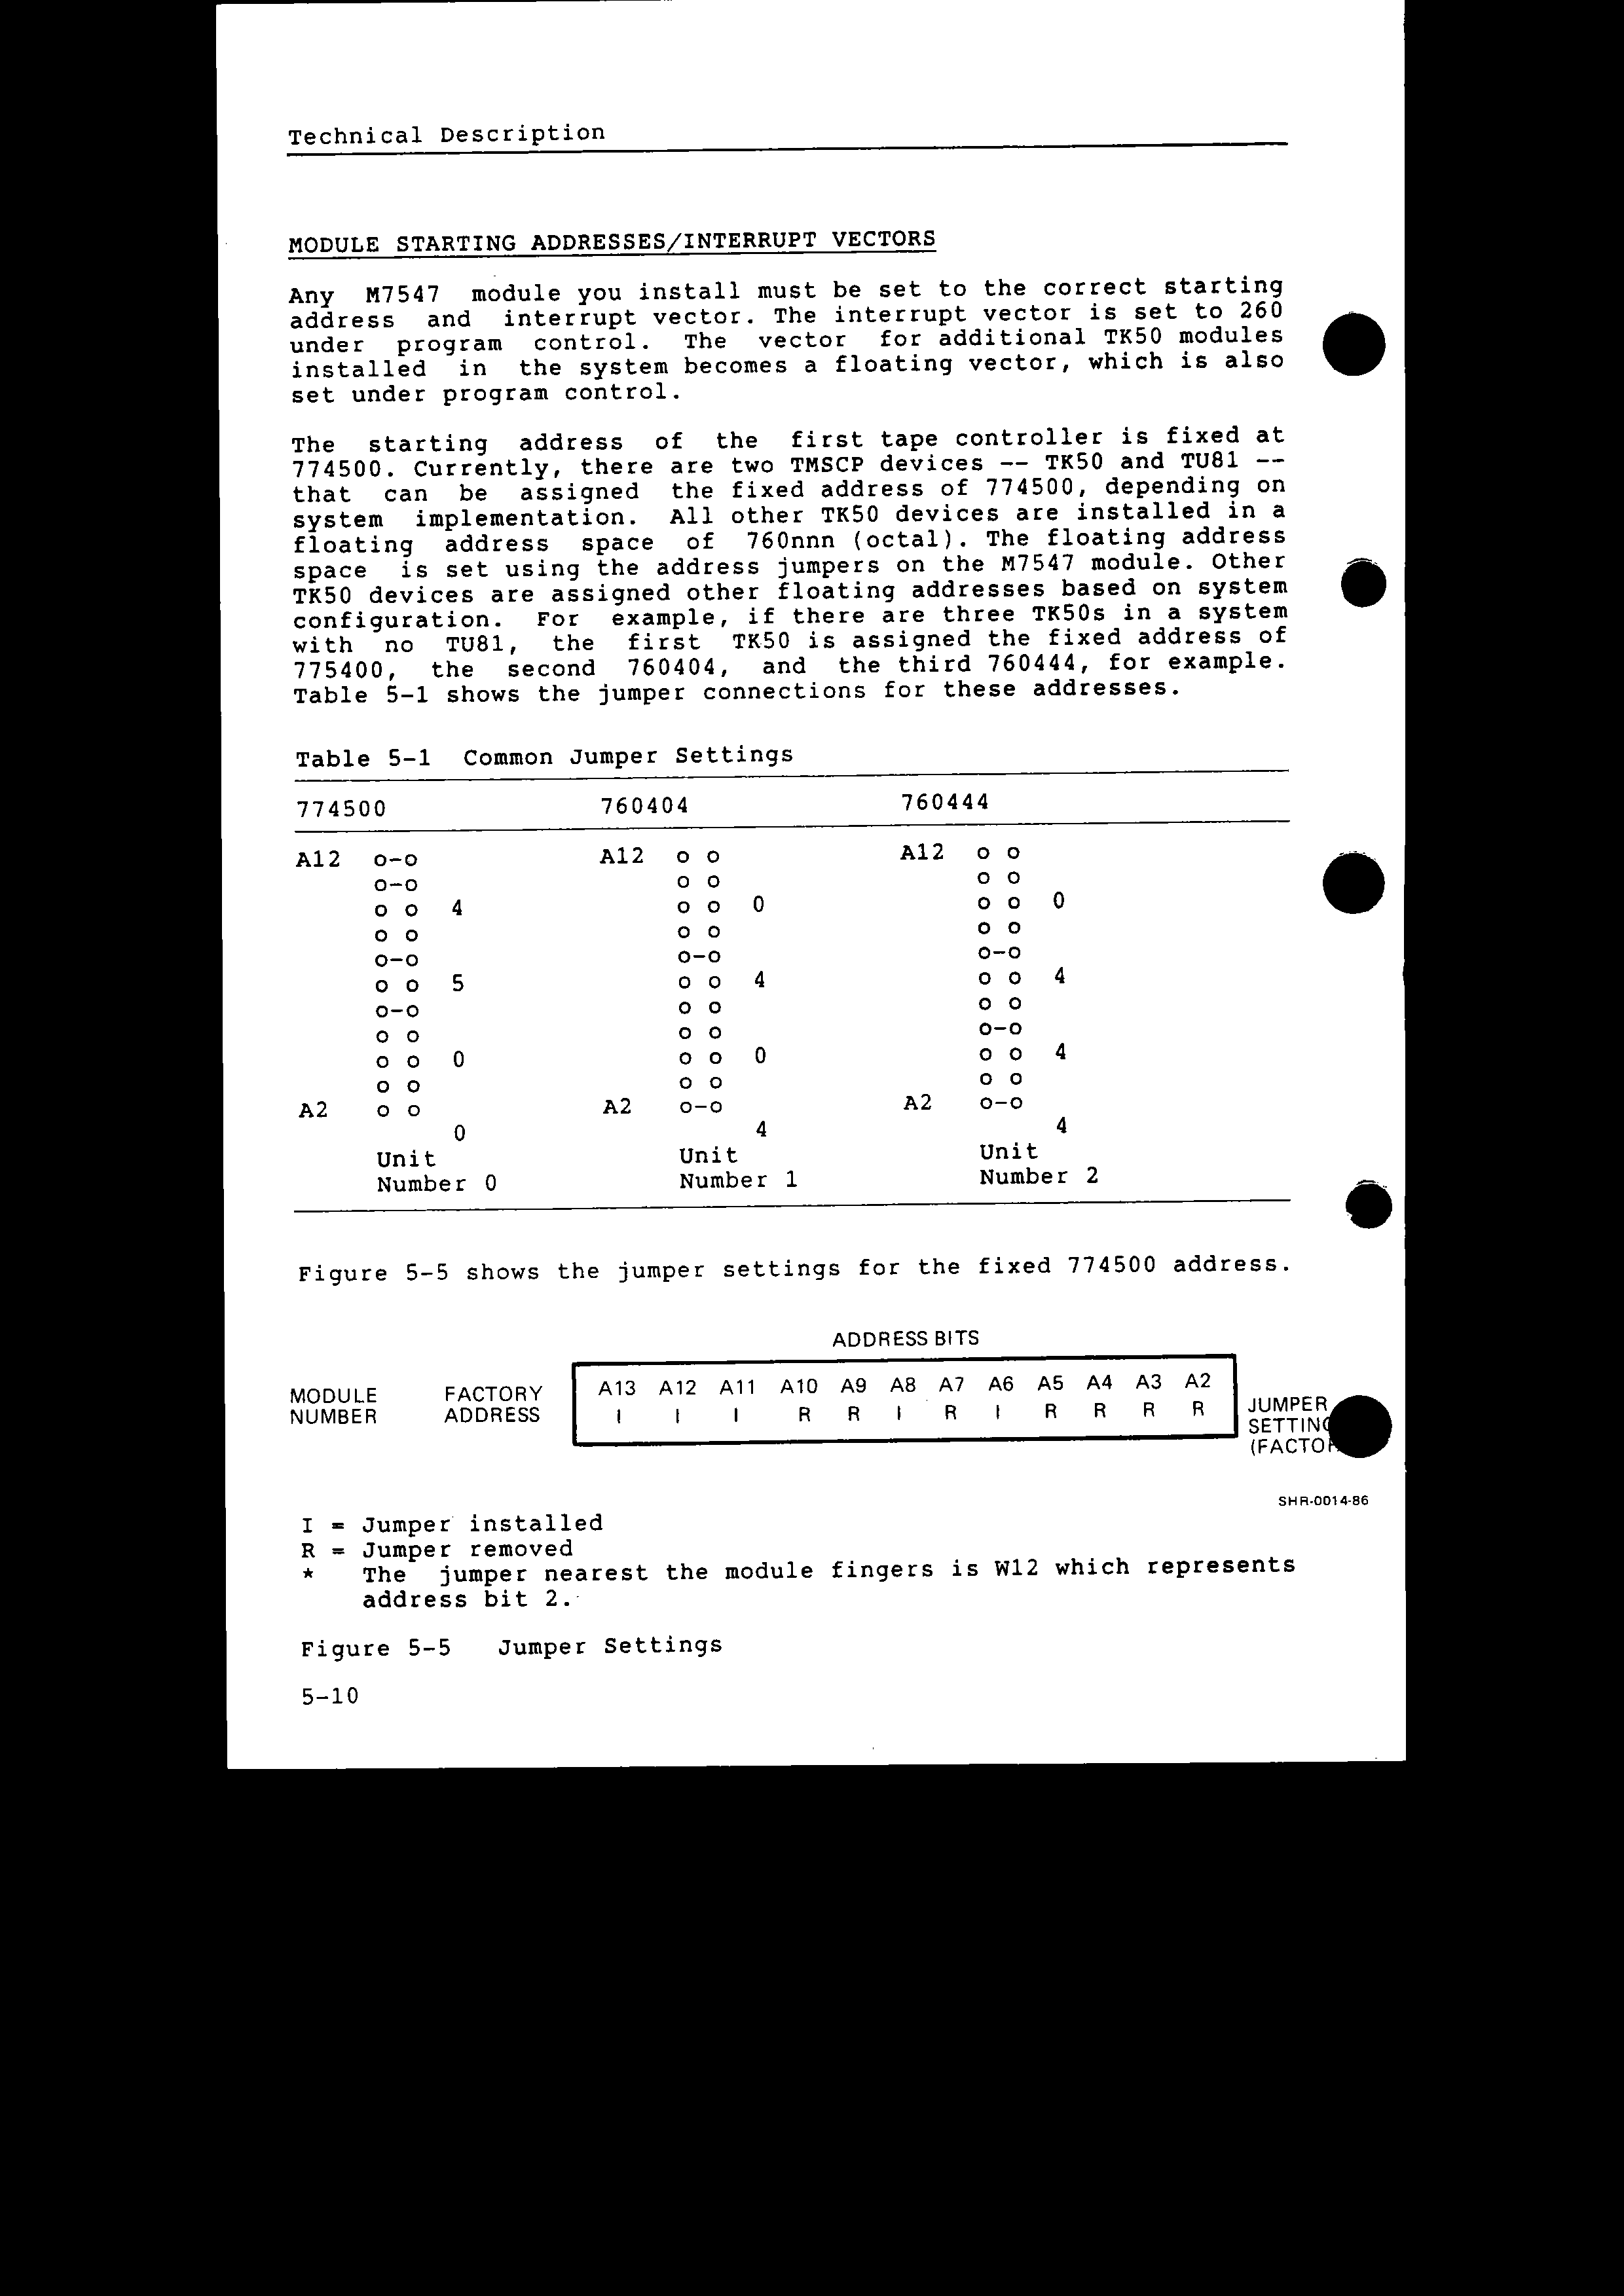 Technical Description
MODULE STARTING ADDRESSES/INTERRUPT VECTORS
Any M7547 module you install must be set to the correct starting
address and interrupt vector. The interrupt vector is set to 260
under program control. The vector for additional TK50 modules
installed in the system becomes a floating vector, which is also
set under program control.
The starting address of the first tape controller is fixed at
774500. Currently, there are two TMSCP devices -- TK50 and TU81 --
that can be assigned the fixed address of 774500, depending on
system implementation. All other TK50 devices are installed in a
floating address space of 760nnn (octal). The floating address
space is set using the address jumpers on the M7547 module. Other
TK50 devices are assigned other floating addresses based on system
configuration. For example, if there are three TK50s in a system
with no TU81, the first TK50 is assigned the fixed address of
775400, the second 760404, and the third 760444, for example.
Table 5-1 shows the jumper connections for these addresses.
Table 5-1 Common Jumper Settings
774500 760404 760444
A12 o-o A12 o o A12 o o
o-o o o o o
o o 4 o o 0 o o 0
o o o o o o
o-o o-o o-o
o o 5 o o 4 o o 4
o-o o o o o
o o o o o-o
o o 0 o o 0 o o 4
o o o o o o
A2 o o A2 o-o A2 o-o
0 4 4
Unit Unit Unit
Number 0 Number 1 Number 2
Figure 5-5 shows the jumper settings for the fixed 774500 address.
ADDRESS BITS
MODULE FACTORY A13 A12 A11 A10 A9 A8 A7 A6 A5 A4 A3 A2 JUMPER
NUMBER ADDRESS I I I R R I R I R R R R
SHR-0014-86
I = Jumper installed
R = Jumper removed
* The jumper nearest the module fingers is W12 which represents
address bit 2.
Figure 5-5 Jumper Settings
5-10